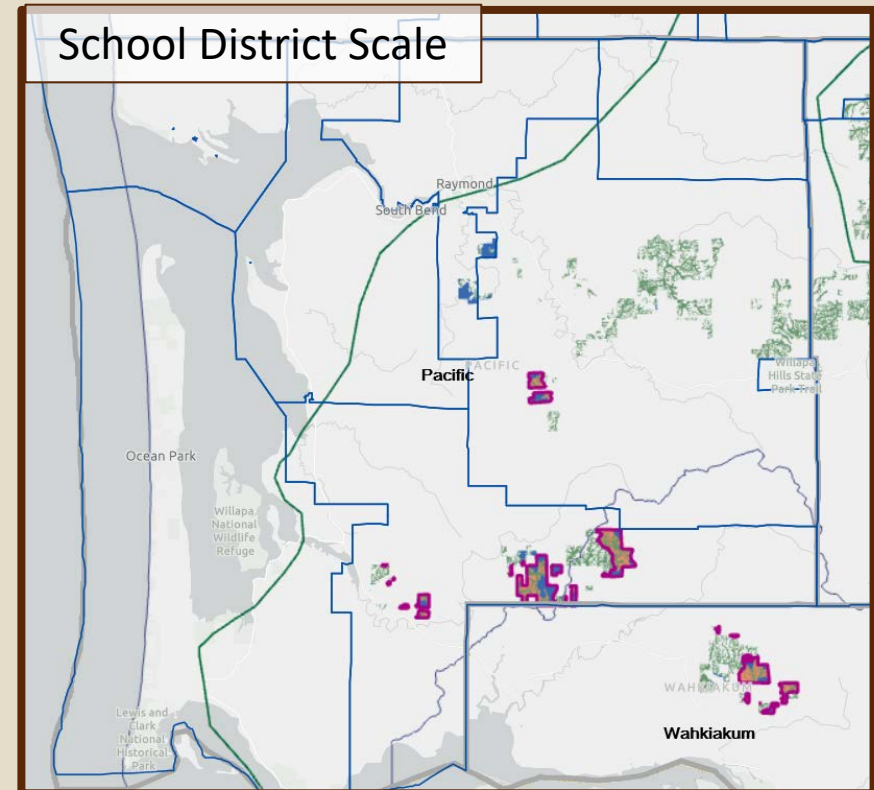 School District Scale
Raymond
South Bend
PACIFIC
Pacific
Willapa
Hills State
Park Trail
Ocean Park
Willapa
National
Wildlife
Refuge
WAHKIAKUM
Wahkiakum
Lewis and
Clark
National
Historical
Park